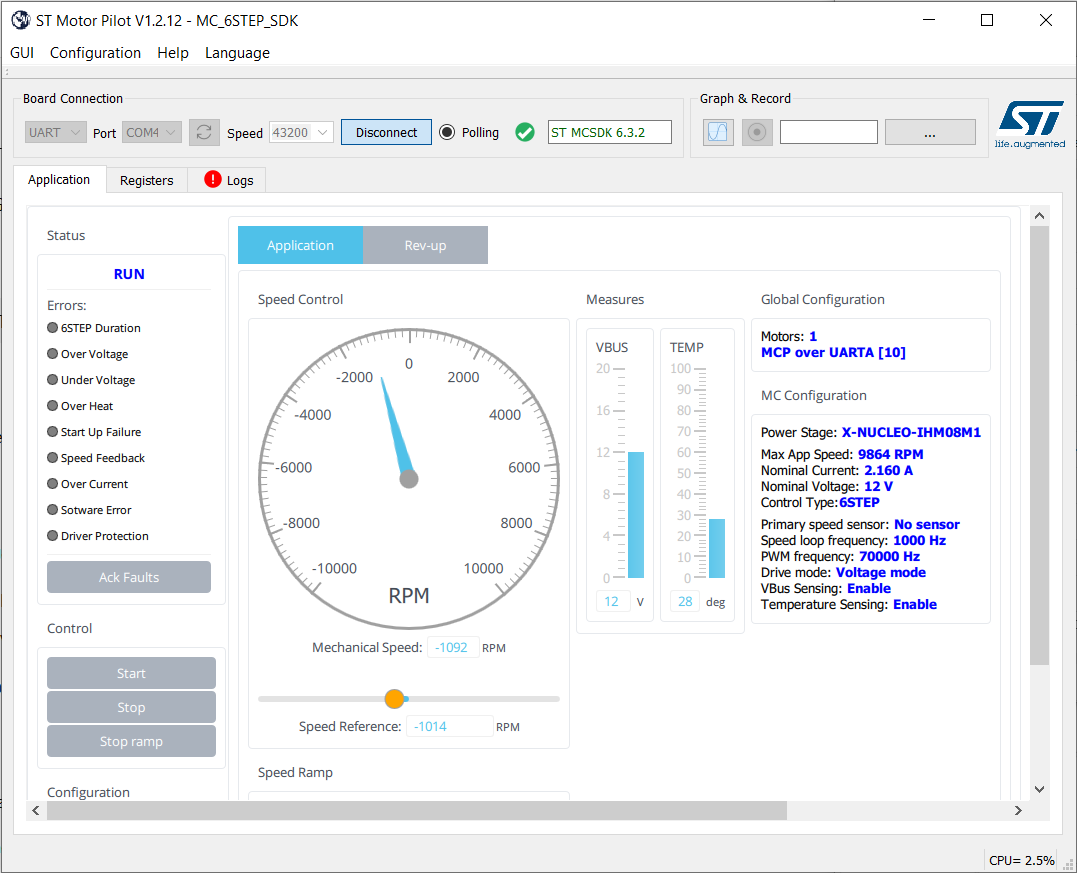 ST Motor Pilot V1.2.12 - MC_6STEP_SDK
GUI Configuration Help Language
Board Connection
UART Port COM4 Speed 43200 Disconnect Polling ST MCSDK 6.3.2
Graph & Record
...
ST
life.augmented
Application Registers Logs
Status
RUN
Errors:
6STEP Duration
Over Voltage
Under Voltage
Over Heat
Start Up Failure
Speed Feedback
Over Current
Sotware Error
Driver Protection
Ack Faults
Control
Start
Stop
Stop ramp
Configuration
Application Rev-up
Speed Control
0
-2000 2000
-4000 4000
-6000 6000
-8000 8000
-10000 10000
RPM
Mechanical Speed: -1092 RPM
Speed Reference: -1014 RPM
Speed Ramp
Measures
VBUS
20
16
12
8
4
0
12 V
TEMP
100
90
80
70
60
50
40
30
20
10
0
28 deg
Global Configuration
Motors: 1
MCP over UARTA [10]
MC Configuration
Power Stage: X-NUCLEO-IHM08M1
Max App Speed: 9864 RPM
Nominal Current: 2.160 A
Nominal Voltage: 12 V
Control Type:6STEP
Primary speed sensor: No sensor
Speed loop frequency: 1000 Hz
PWM frequency: 70000 Hz
Drive mode: Voltage mode
VBus Sensing: Enable
Temperature Sensing: Enable
CPU= 2.5%